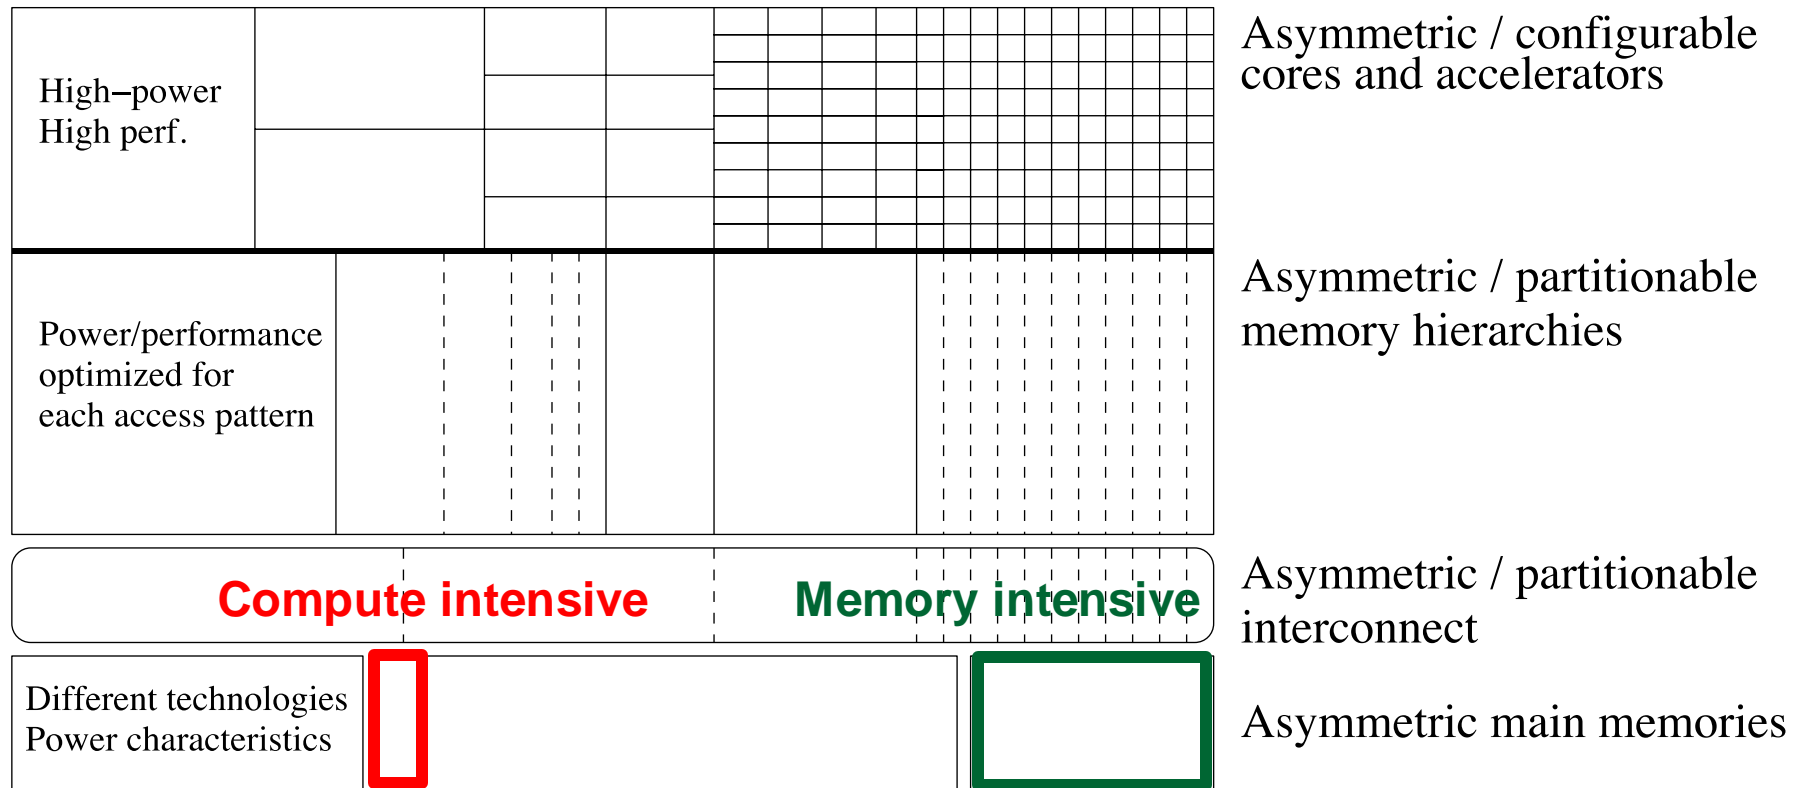 Asymmetric / configurable
cores and accelerators
High–power
High perf.
Asymmetric / partitionable
memory hierarchies
Power/performance
optimized for
each access pattern
Asymmetric / partitionable
interconnect
Compute intensive
Memory intensive
Different technologies
Power characteristics
Asymmetric main memories